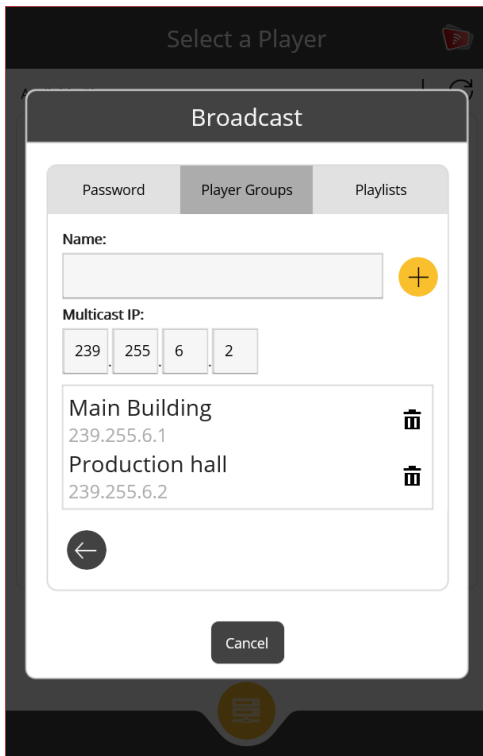 Select a Player
Broadcast
Password Player Groups Playlists
Name:
Multicast IP:
239 . 255 . 6 . 2
Main Building
239.255.6.1
Production hall
239.255.6.2
Cancel